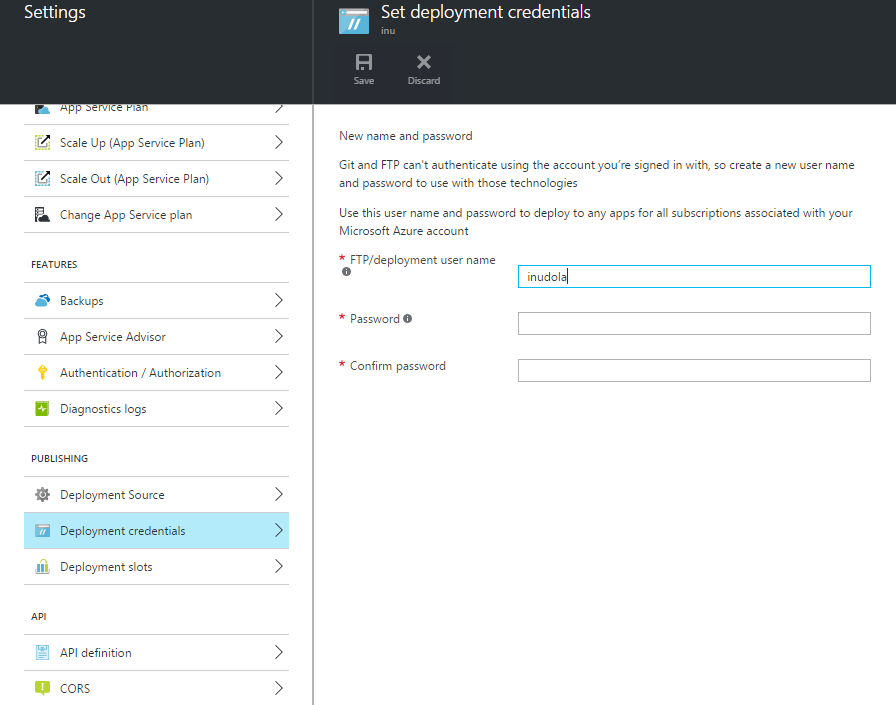 Settings
App Service Plan
Scale Up (App Service Plan)
Scale Out (App Service Plan)
Change App Service plan
FEATURES
Backups
App Service Advisor
Authentication / Authorization
Diagnostics logs
PUBLISHING
Deployment Source
Deployment credentials
Deployment slots
API
API definition
CORS
Set deployment credentials
inu
Save
Discard
New name and password
Git and FTP can't authenticate using the account you're signed in with, so create a new user name
and password to use with those technologies
Use this user name and password to deploy to any apps for all subscriptions associated with your
Microsoft Azure account
* FTP/deployment user name
inudola
* Password
* Confirm password